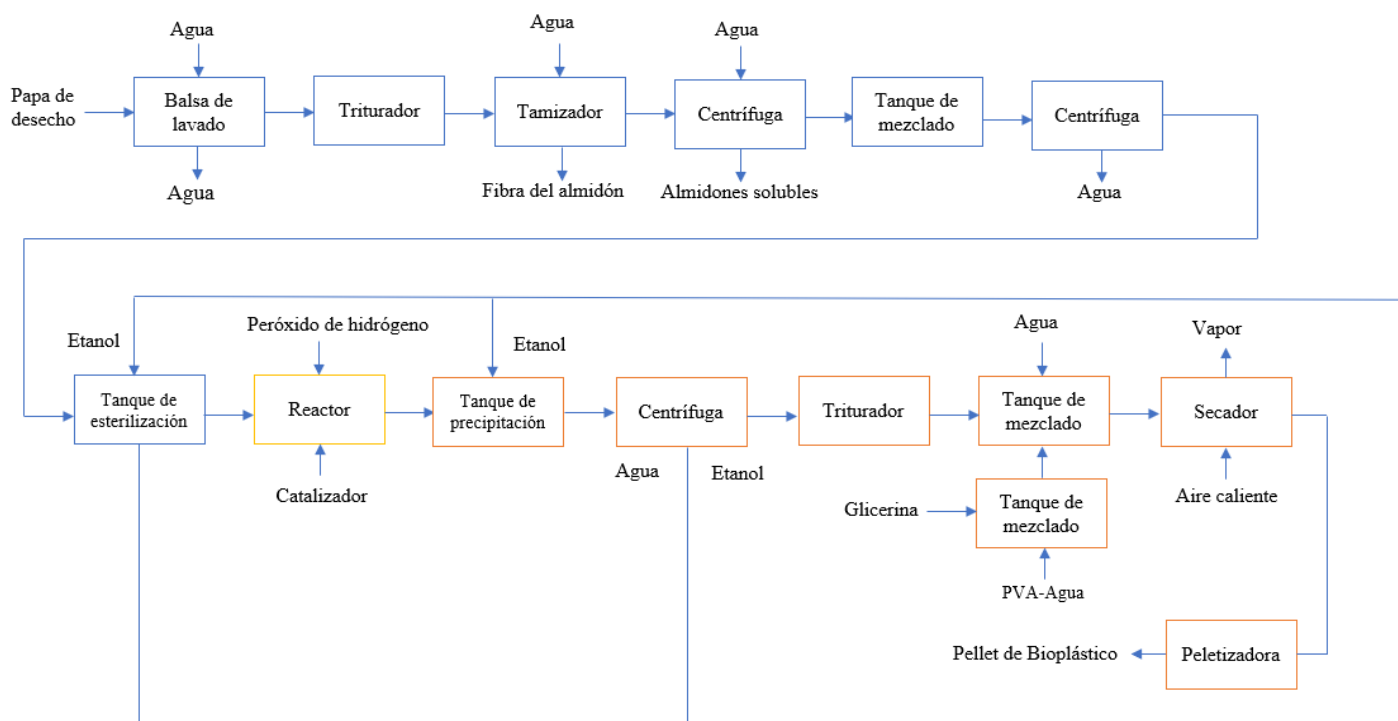 Agua
Agua
Agua
Papa de
desecho
Balsa de
lavado
Triturador
Tamizador
Centrífuga
Tanque de
mezclado
Centrífuga
Agua
Fibra del almidón
Almidones solubles
Agua
Etanol
Peróxido de hidrógeno
Etanol
Agua
Vapor
Tanque de
esterilización
Reactor
Tanque de
precipitación
Centrífuga
Triturador
Tanque de
mezclado
Secador
Catalizador
Agua
Etanol
Glicerina
Tanque de
mezclado
Aire caliente
PVA-Agua
Pellet de Bioplástico
Peletizadora